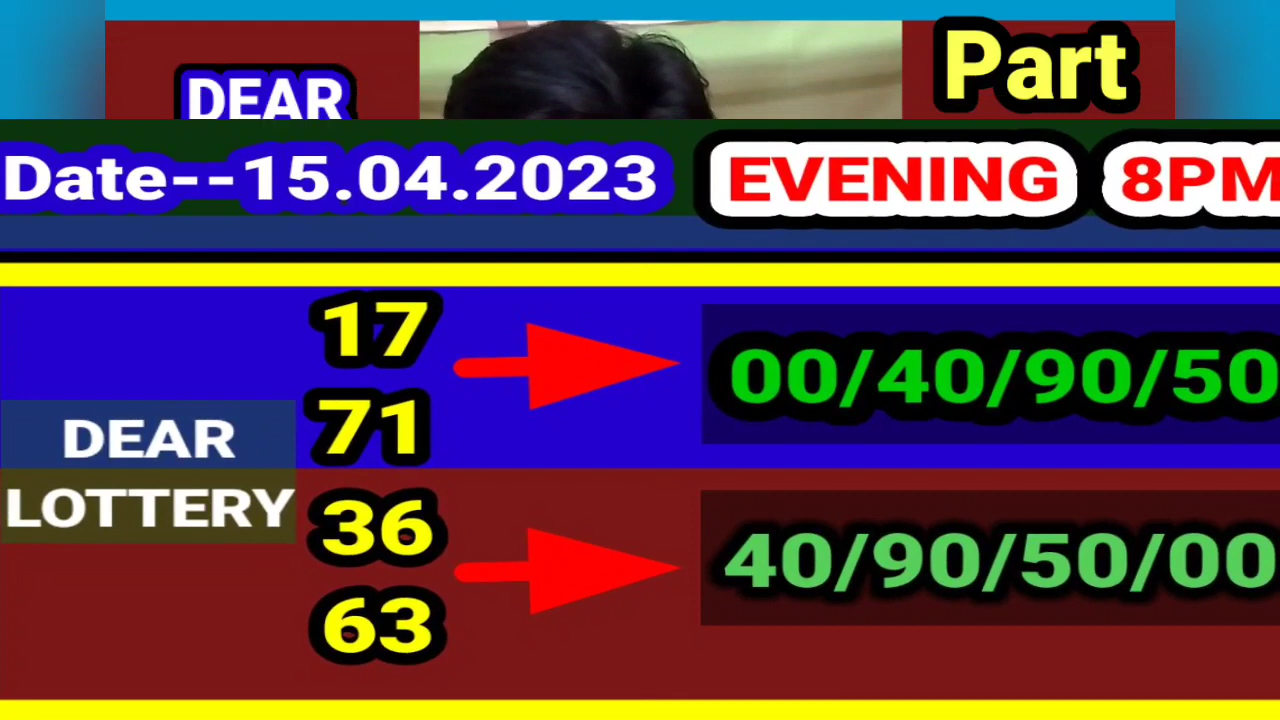 DEAR
Part
Date--15.04.2023 EVENING 8PM
17
00/40/90/50
71
DEAR
LOTTERY
36
40/90/50/00
63